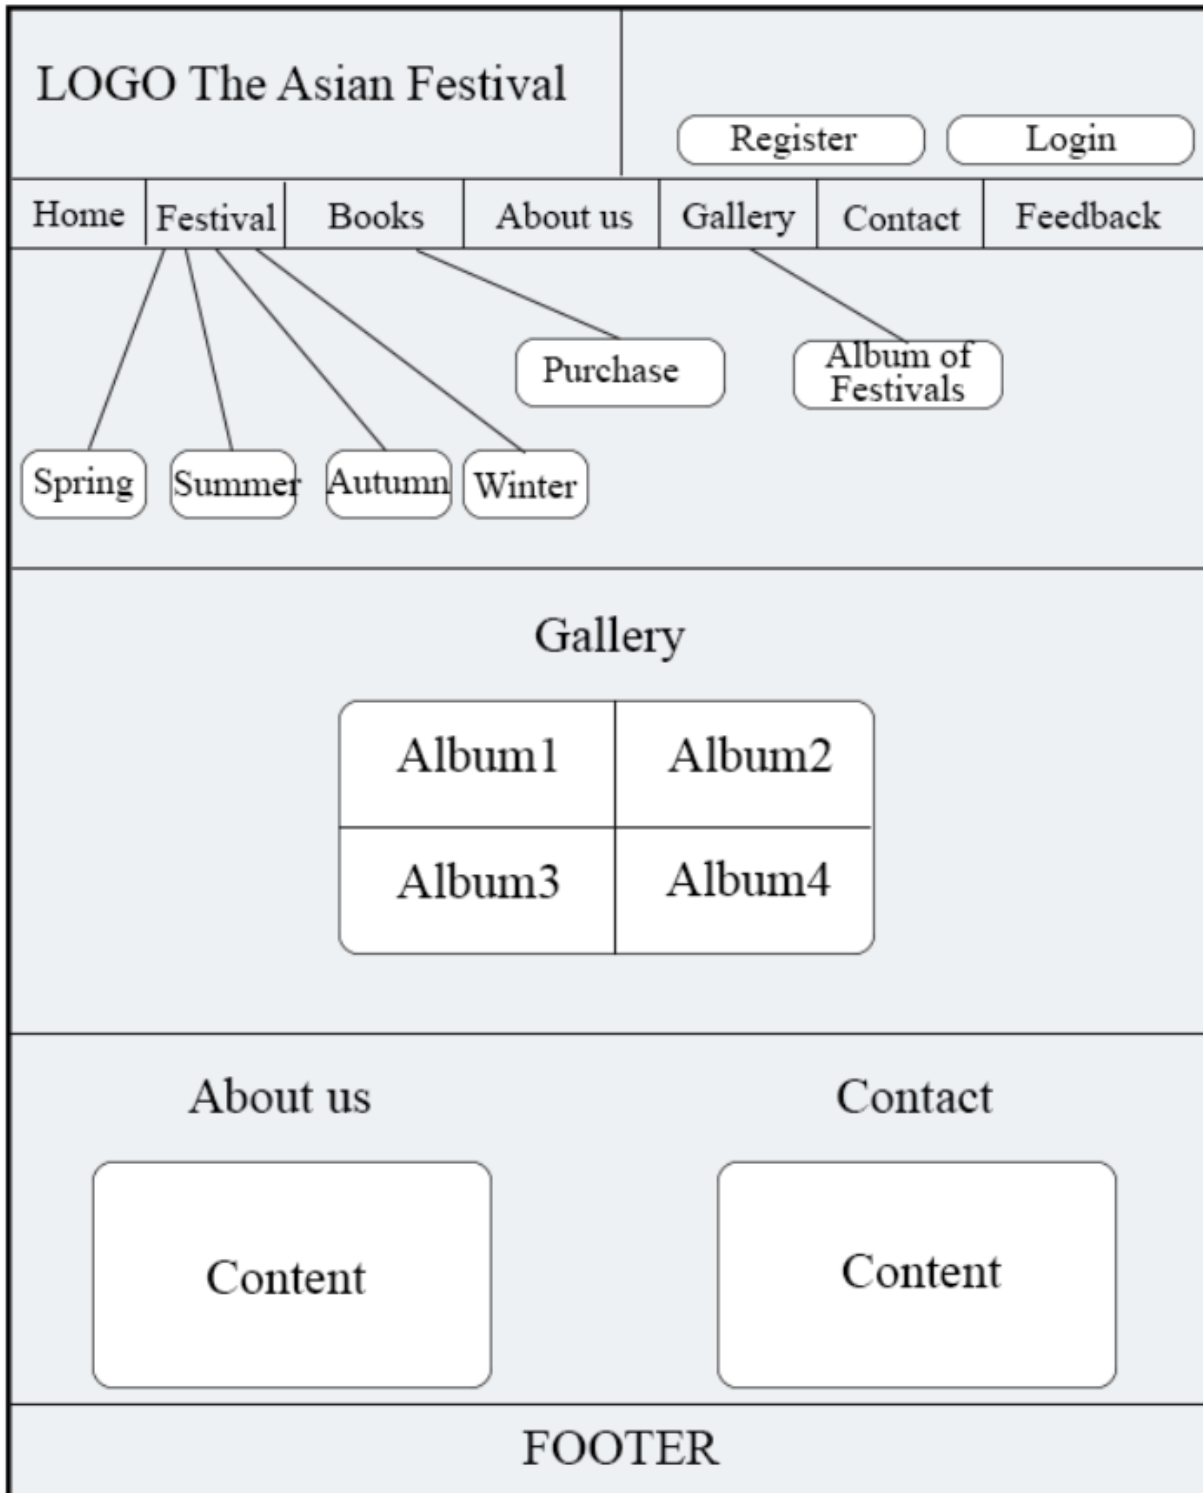 LOGO The Asian Festival
Register Login
Home Festival Books About us Gallery Contact Feedback
Purchase
Album of
Festivals
Spring Summer Autumn Winter
Gallery
Album1 Album2
Album3 Album4
About us Contact
Content Content
FOOTER